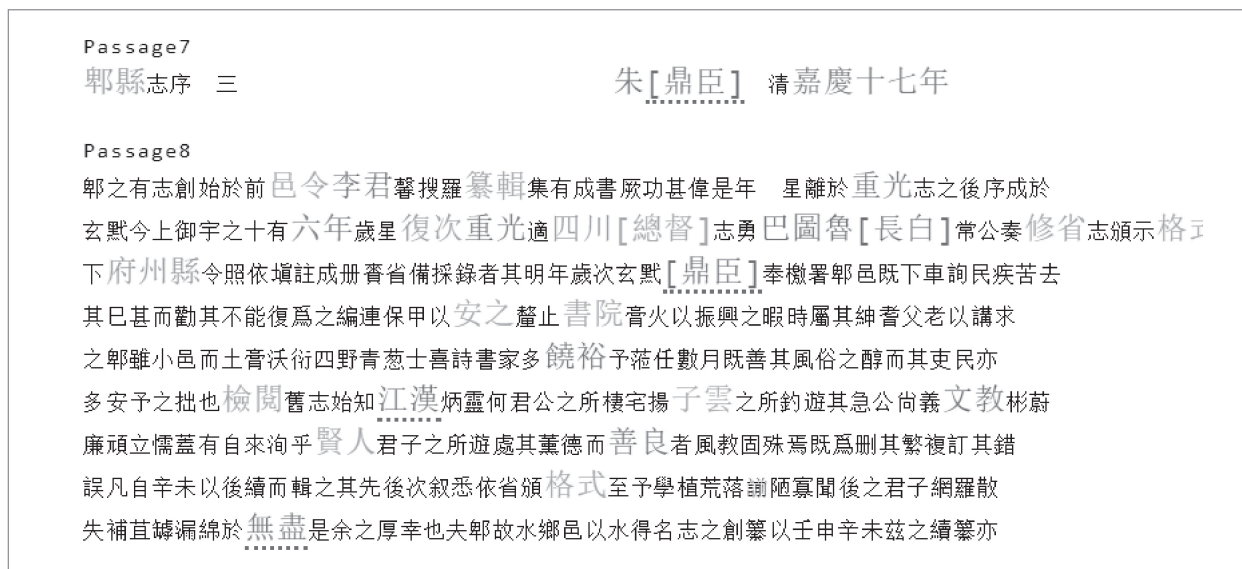 Passage7
郫縣志序 三 朱[鼎臣] 清嘉慶十七年
Passage8
郫之有志創始於前邑令李君馨搜羅纂輯集有成書厥功甚偉是年 星離於重光志之後序成於
玄黓今上御宇之十有六年歲星復次重光適四川[總督]志勇巴圖魯[長白]常公奏修省志頒示格式
下府州縣令照依填註成册賫省備採錄者其明年歲次玄黓[鼎臣]奉檄署郫邑既下車詢民疾苦去
其巳甚而勸其不能復爲之編連保甲以安之釐止書院膏火以振興之暇時屬其紳耆父老以講求
之郫雖小邑而土膏沃衍四野青葱士喜詩書家多饒裕予蒞任數月既善其風俗之醇而其吏民亦
多安予之拙也檢閱舊志始知江漢炳靈何君公之所棲宅揚子雲之所釣遊其急公尚義文教彬蔚
廉頑立懦蓋有自來洵乎賢人君子之所遊處其薰德而善良者風教固殊焉既爲删其繁複訂其錯
誤凡自辛未以後續而輯之其先後次叙悉依省頒格式至予學植荒落謭陋寡聞後之君子網羅散
失補苴罅漏綿於無盡是余之厚幸也夫郫故水鄉邑以水得名志之創纂以壬申辛未茲之續纂亦